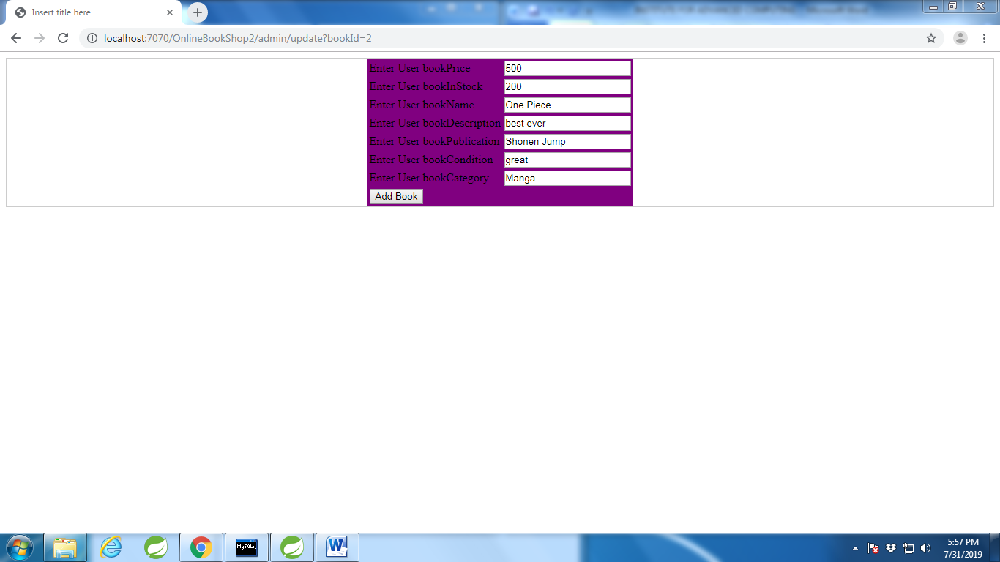 Insert title here
localhost:7070/OnlineBookShop2/admin/update?bookId=2
Enter User bookPrice 500
Enter User bookInStock 200
Enter User bookName One Piece
Enter User bookDescription best ever
Enter User bookPublication Shonen Jump
Enter User bookCondition great
Enter User bookCategory Manga
Add Book
5:57 PM
7/31/2019